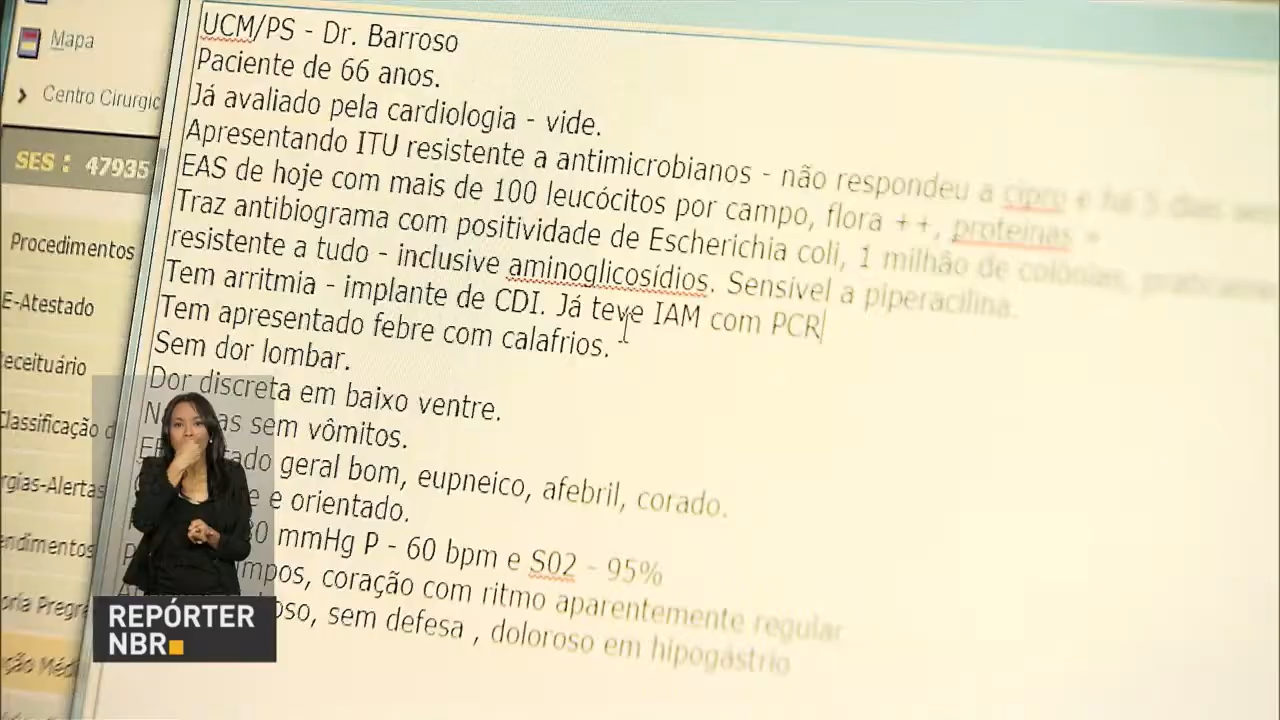 Mapa
Centro Cirurgic
SES : 47935
Procedimentos
E-Atestado
eceituário
Classificação d
rgias-Alertas
endimentos
oria Pregr
ção Médi
UCM/PS - Dr. Barroso
Paciente de 66 anos.
Já avaliado pela cardiologia - vide.
Apresentando ITU resistente a antimicrobianos - não respondeu a cipro e há 5 dias
EAS de hoje com mais de 100 leucócitos por campo, flora ++, proteinas +
Traz antibiograma com positividade de Escherichia coli, 1 milhão de colônias, praticamente
resistente a tudo - inclusive aminoglicosídios. Sensível a piperacilina.
Tem arritmia - implante de CDI. Já teve IAM com PCR
Tem apresentado febre com calafrios.
Sem dor lombar.
Dor discreta em baixo ventre.
as sem vômitos.
tado geral bom, eupneico, afebril, corado.
e e orientado.
mmHg P - 60 bpm e S02 - 95%
mpos, coração com ritmo aparentemente regular
oso, sem defesa , doloroso em hipogástrio
REPÓRTER
NBR